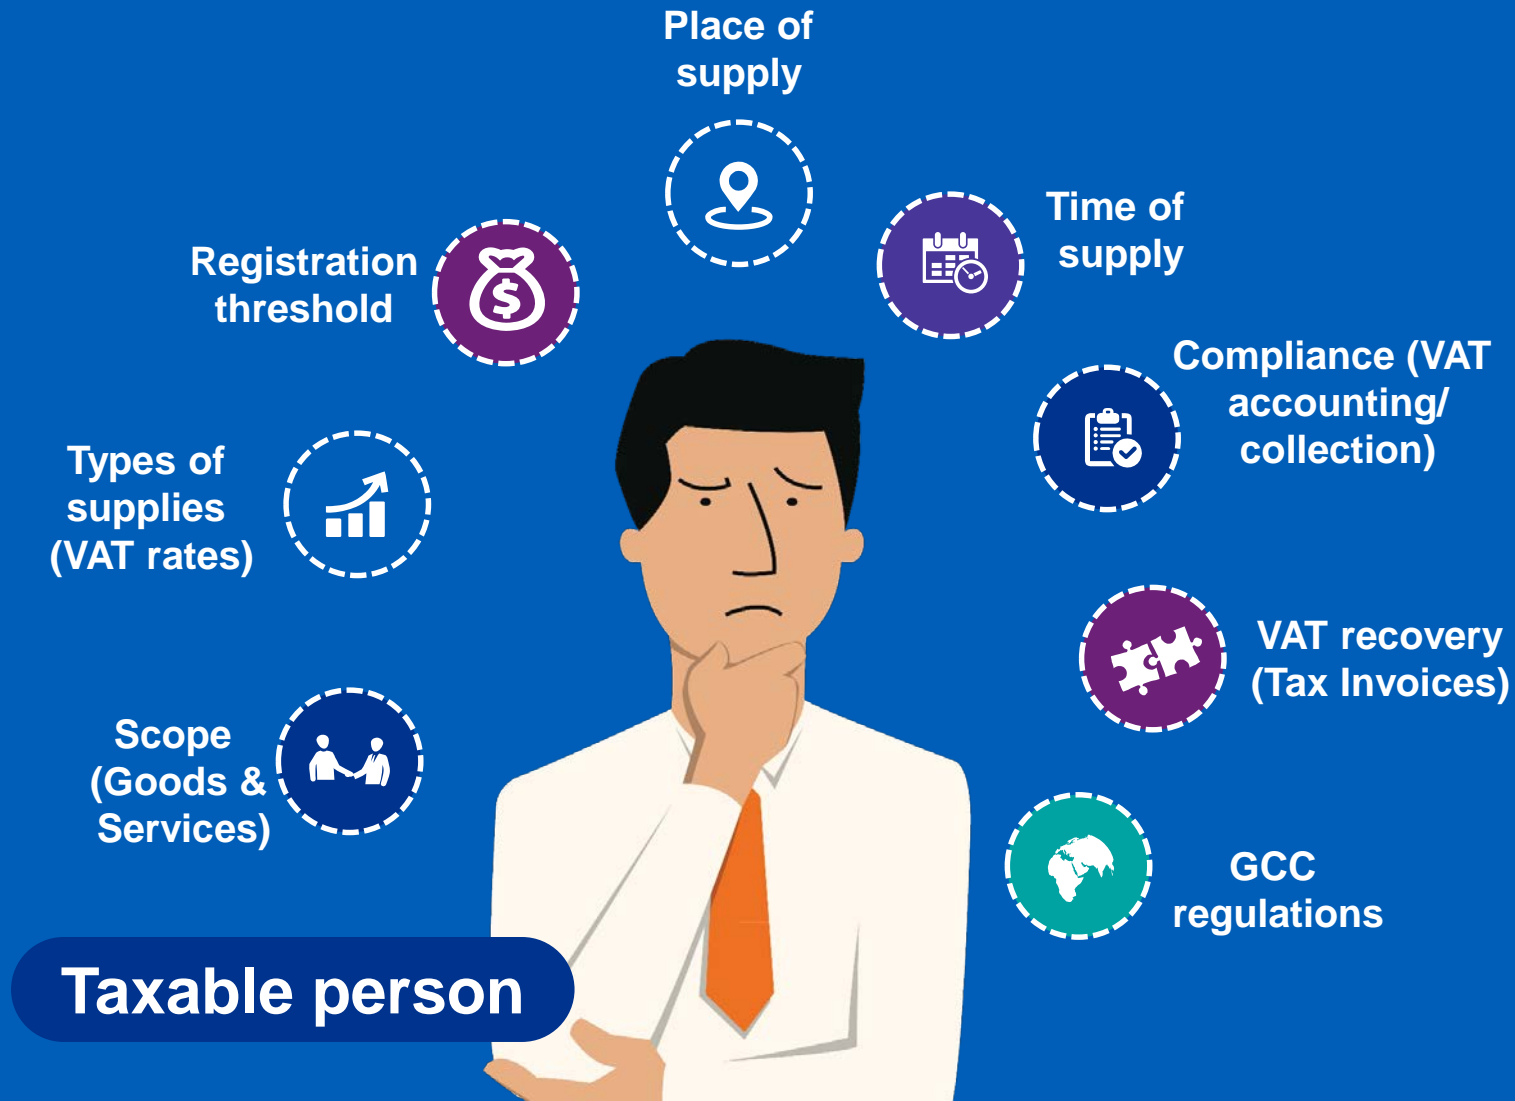 Place of
supply
Time of
supply
Registration
threshold
Compliance (VAT
accounting/
collection)
Types of
supplies
(VAT rates)
VAT recovery
(Tax Invoices)
Scope
(Goods &
Services)
GCC
regulations
Taxable person
$